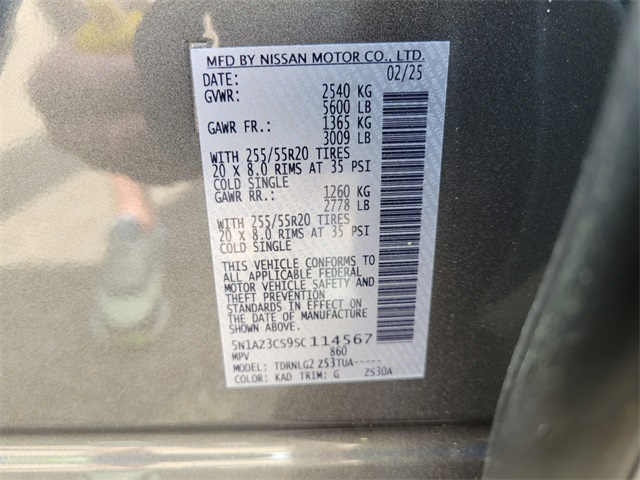 MFD BY NISSAN MOTOR CO., LTD.
DATE: 02/25
GVWR: 2540 KG
5600 LB
GAWR FR.: 1365 KG
3009 LB
WITH 255/55R20 TIRES
20 X 8.0 RIMS AT 35 PSI
COLD SINGLE
GAWR RR.: 1260 KG
2778 LB
WITH 255/55R20 TIRES
20 X 8.0 RIMS AT 35 PSI
COLD SINGLE
THIS VEHICLE CONFORMS TO
ALL APPLICABLE FEDERAL
MOTOR VEHICLE SAFETY AND
THEFT PREVENTION
STANDARDS IN EFFECT ON
THE DATE OF MANUFACTURE
SHOWN ABOVE.
5N1AZ3CS9SC114567
MPV 860
MODEL: TDRNLG2 Z53TUA-----
COLOR: KAD TRIM: G ZS30A